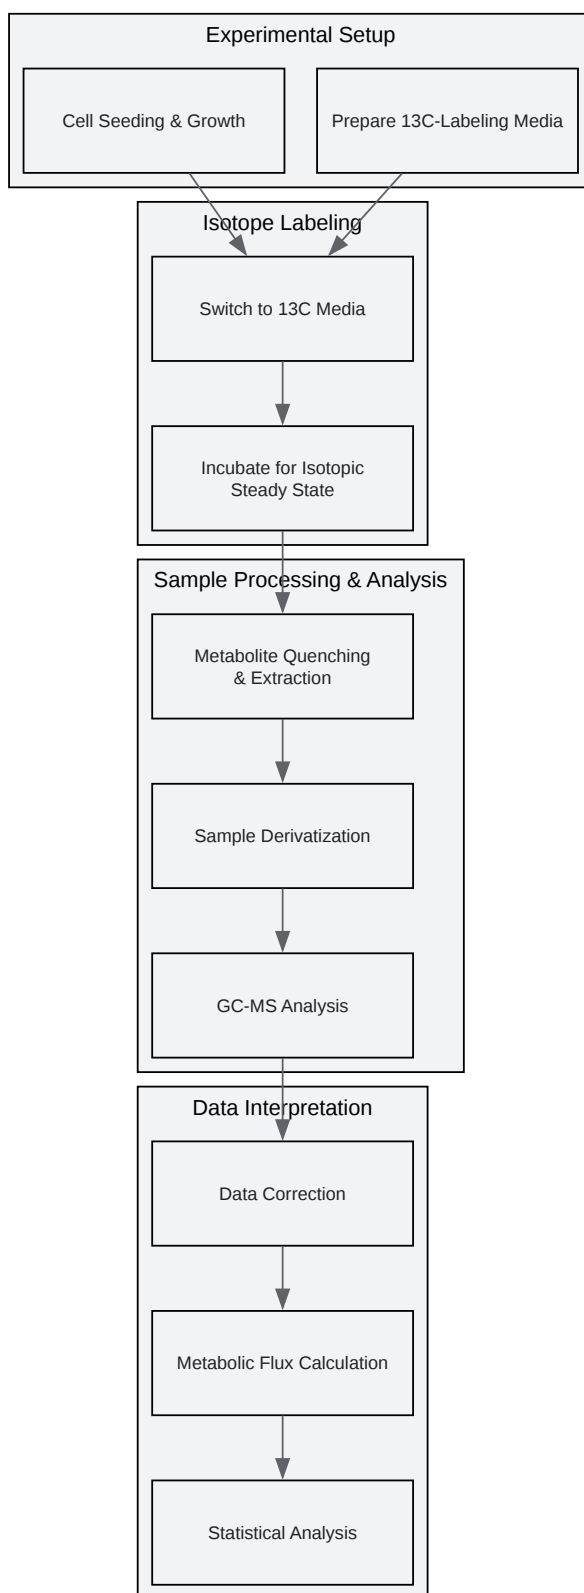 Experimental Setup
Cell Seeding & Growth
Prepare 13C-Labeling Media
Isotope Labeling
Switch to 13C Media
Incubate for Isotopic
Steady State
Sample Processing & Analysis
Metabolite Quenching
& Extraction
Sample Derivatization
GC-MS Analysis
Data Interpretation
Data Correction
Metabolic Flux Calculation
Statistical Analysis